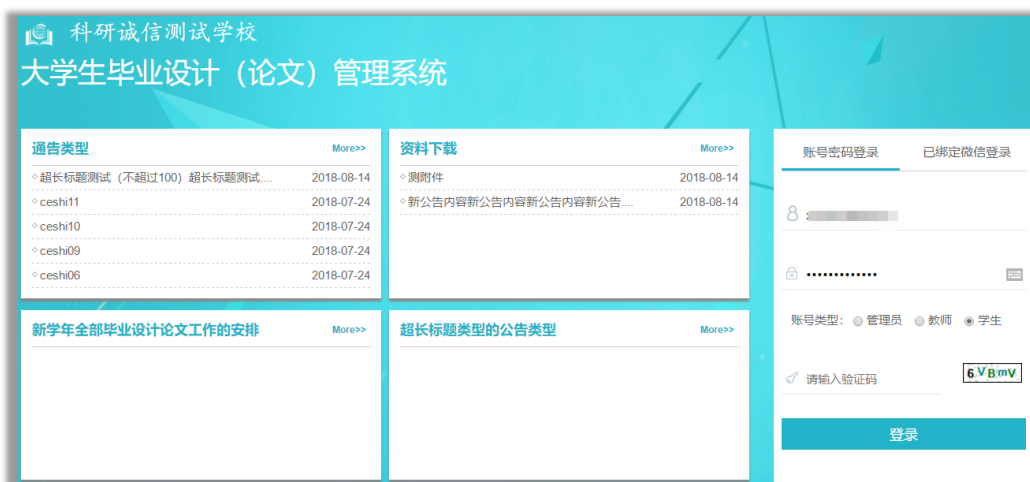 科研诚信测试学校
大学生毕业设计（论文）管理系统
通告类型 More>>
超长标题测试（不超过100）超长标题测试.... 2018-08-14
ceshi11 2018-07-24
ceshi10 2018-07-24
ceshi09 2018-07-24
ceshi06 2018-07-24
资料下载 More>>
测附件 2018-08-14
新公告内容新公告内容新公告内容新公告.... 2018-08-14
新学年全部毕业设计论文工作的安排 More>>
超长标题类型的公告类型 More>>
账号密码登录 已绑定微信登录
账号类型： 管理员 教师 学生
请输入验证码 6VBmV
登录